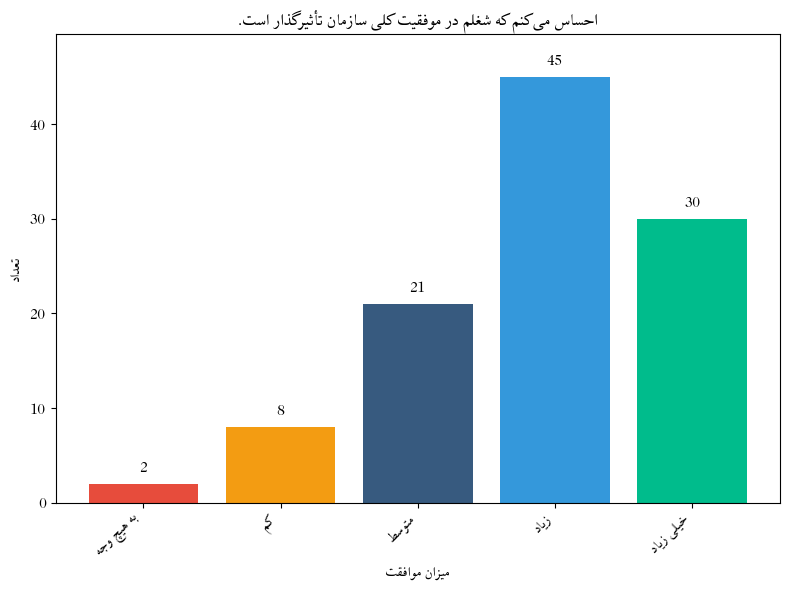 احساس می‌کنم که شغلم در موفقیت کلی سازمان تأثیرگذار است.
45
30
21
8
2
40
30
20
10
0
تعداد
به هیچ وجه
کم
متوسط
زیاد
خیلی زیاد
میزان موافقت